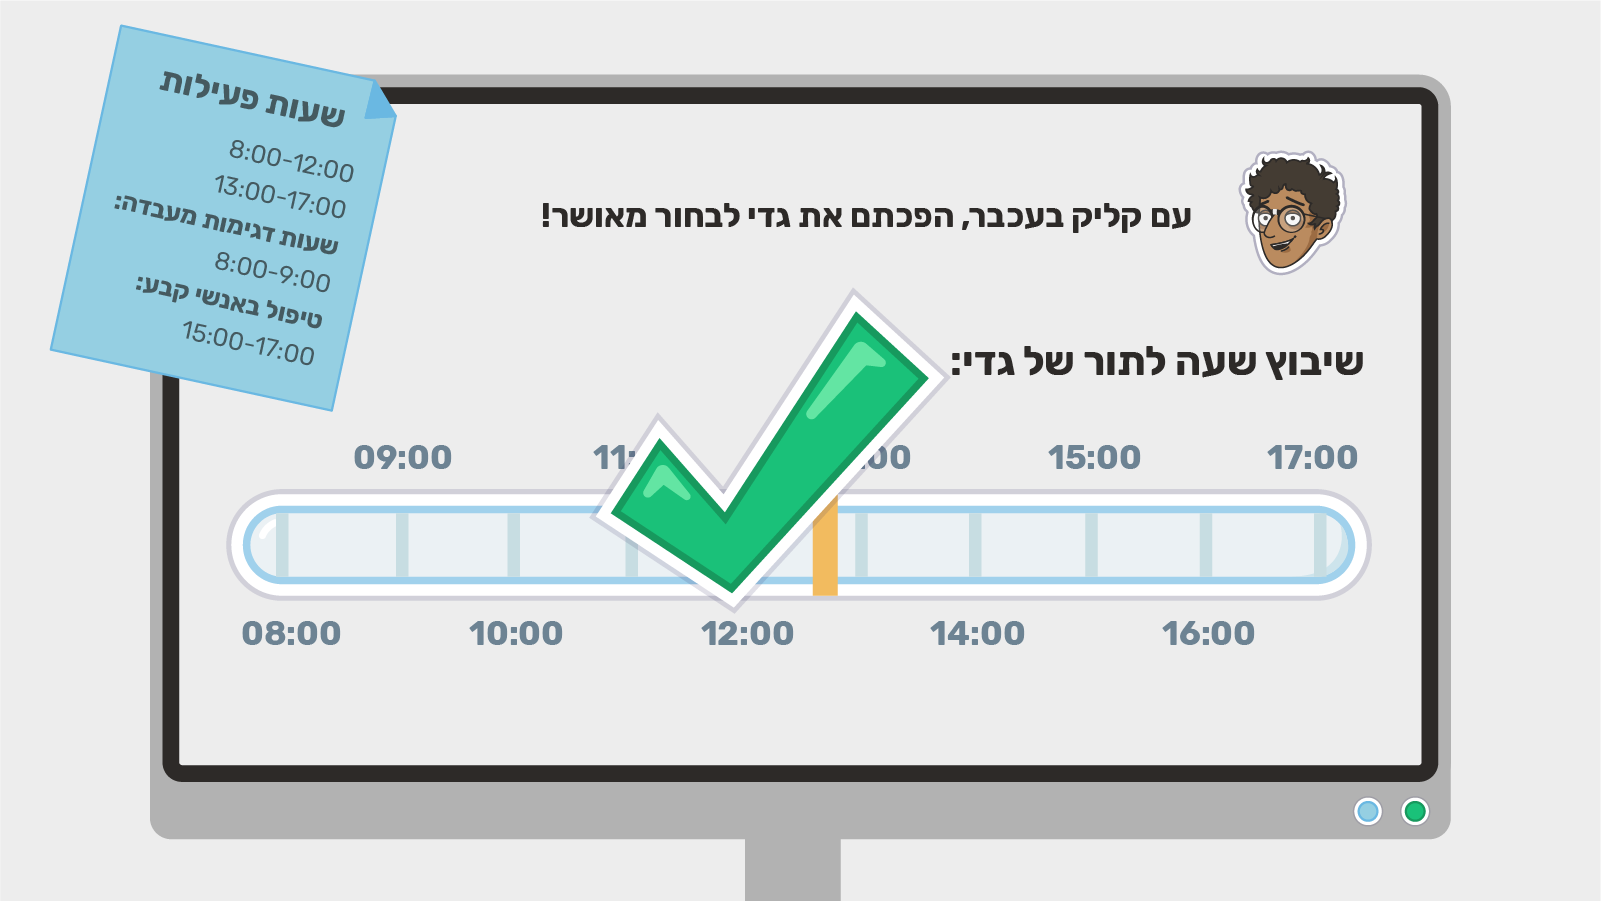 שעות פעילות
8:00-12:00
13:00-17:00
שעות דגימות מעבדה:
8:00-9:00
טיפול באנשי קבע:
15:00-17:00
עם קליק בעכבר, הפכתם את גדי לבחור מאושר!
שיבוץ שעה לתור של גדי:
09:00 11: :00 15:00 17:00
08:00 10:00 12:00 14:00 16:00